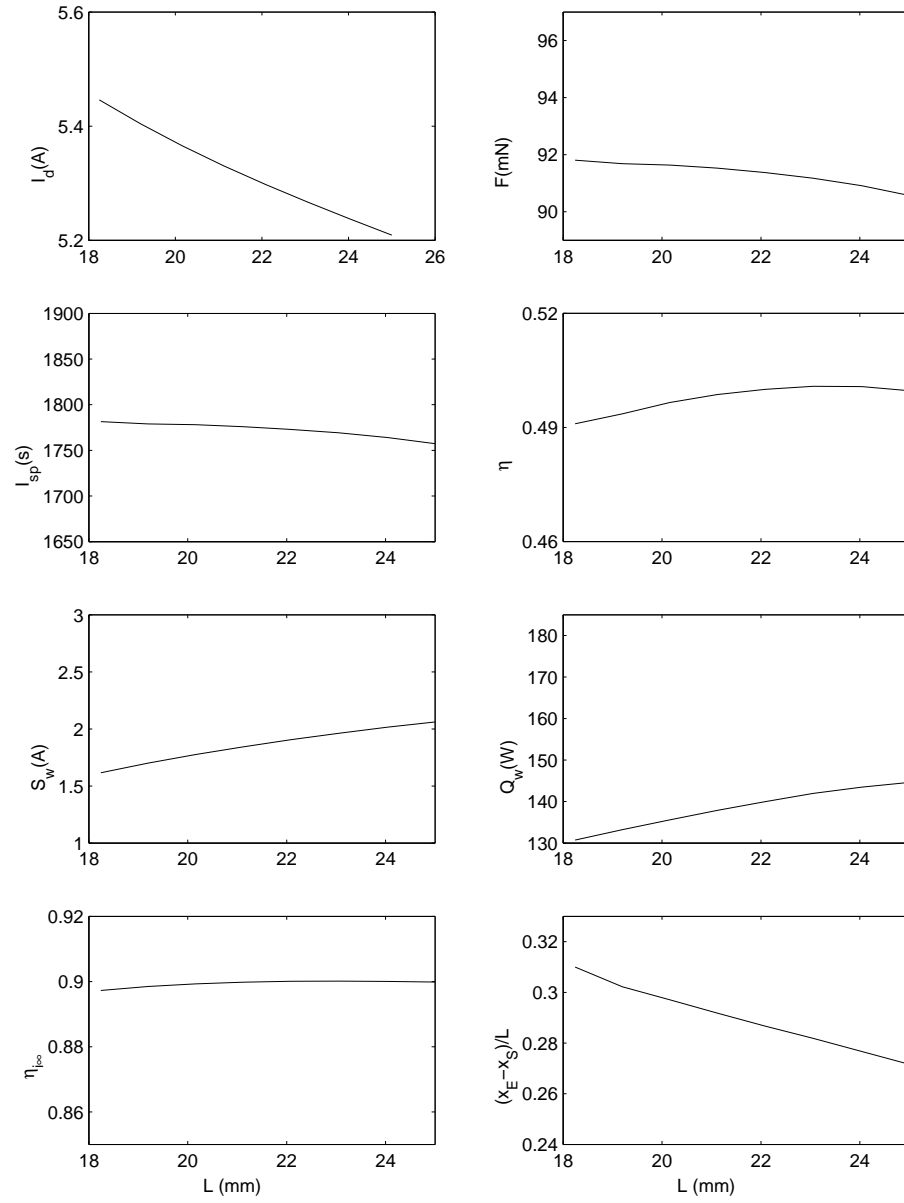 5.6
5.4
5.2
I_d(A)
18 20 22 24 26
96
94
92
90
F(mN)
18 20 22 24
1900
1850
1800
1750
1700
1650
I_sp(s)
18 20 22 24
0.52
0.49
0.46
η
18 20 22 24
3
2.5
2
1.5
1
S_w(A)
18 20 22 24
180
170
160
150
140
130
Q_w(W)
18 20 22 24
0.92
0.9
0.88
0.86
η_i∞
18 20 22 24
L (mm)
0.32
0.3
0.28
0.26
0.24
(x_E−x_S)/L
18 20 22 24
L (mm)